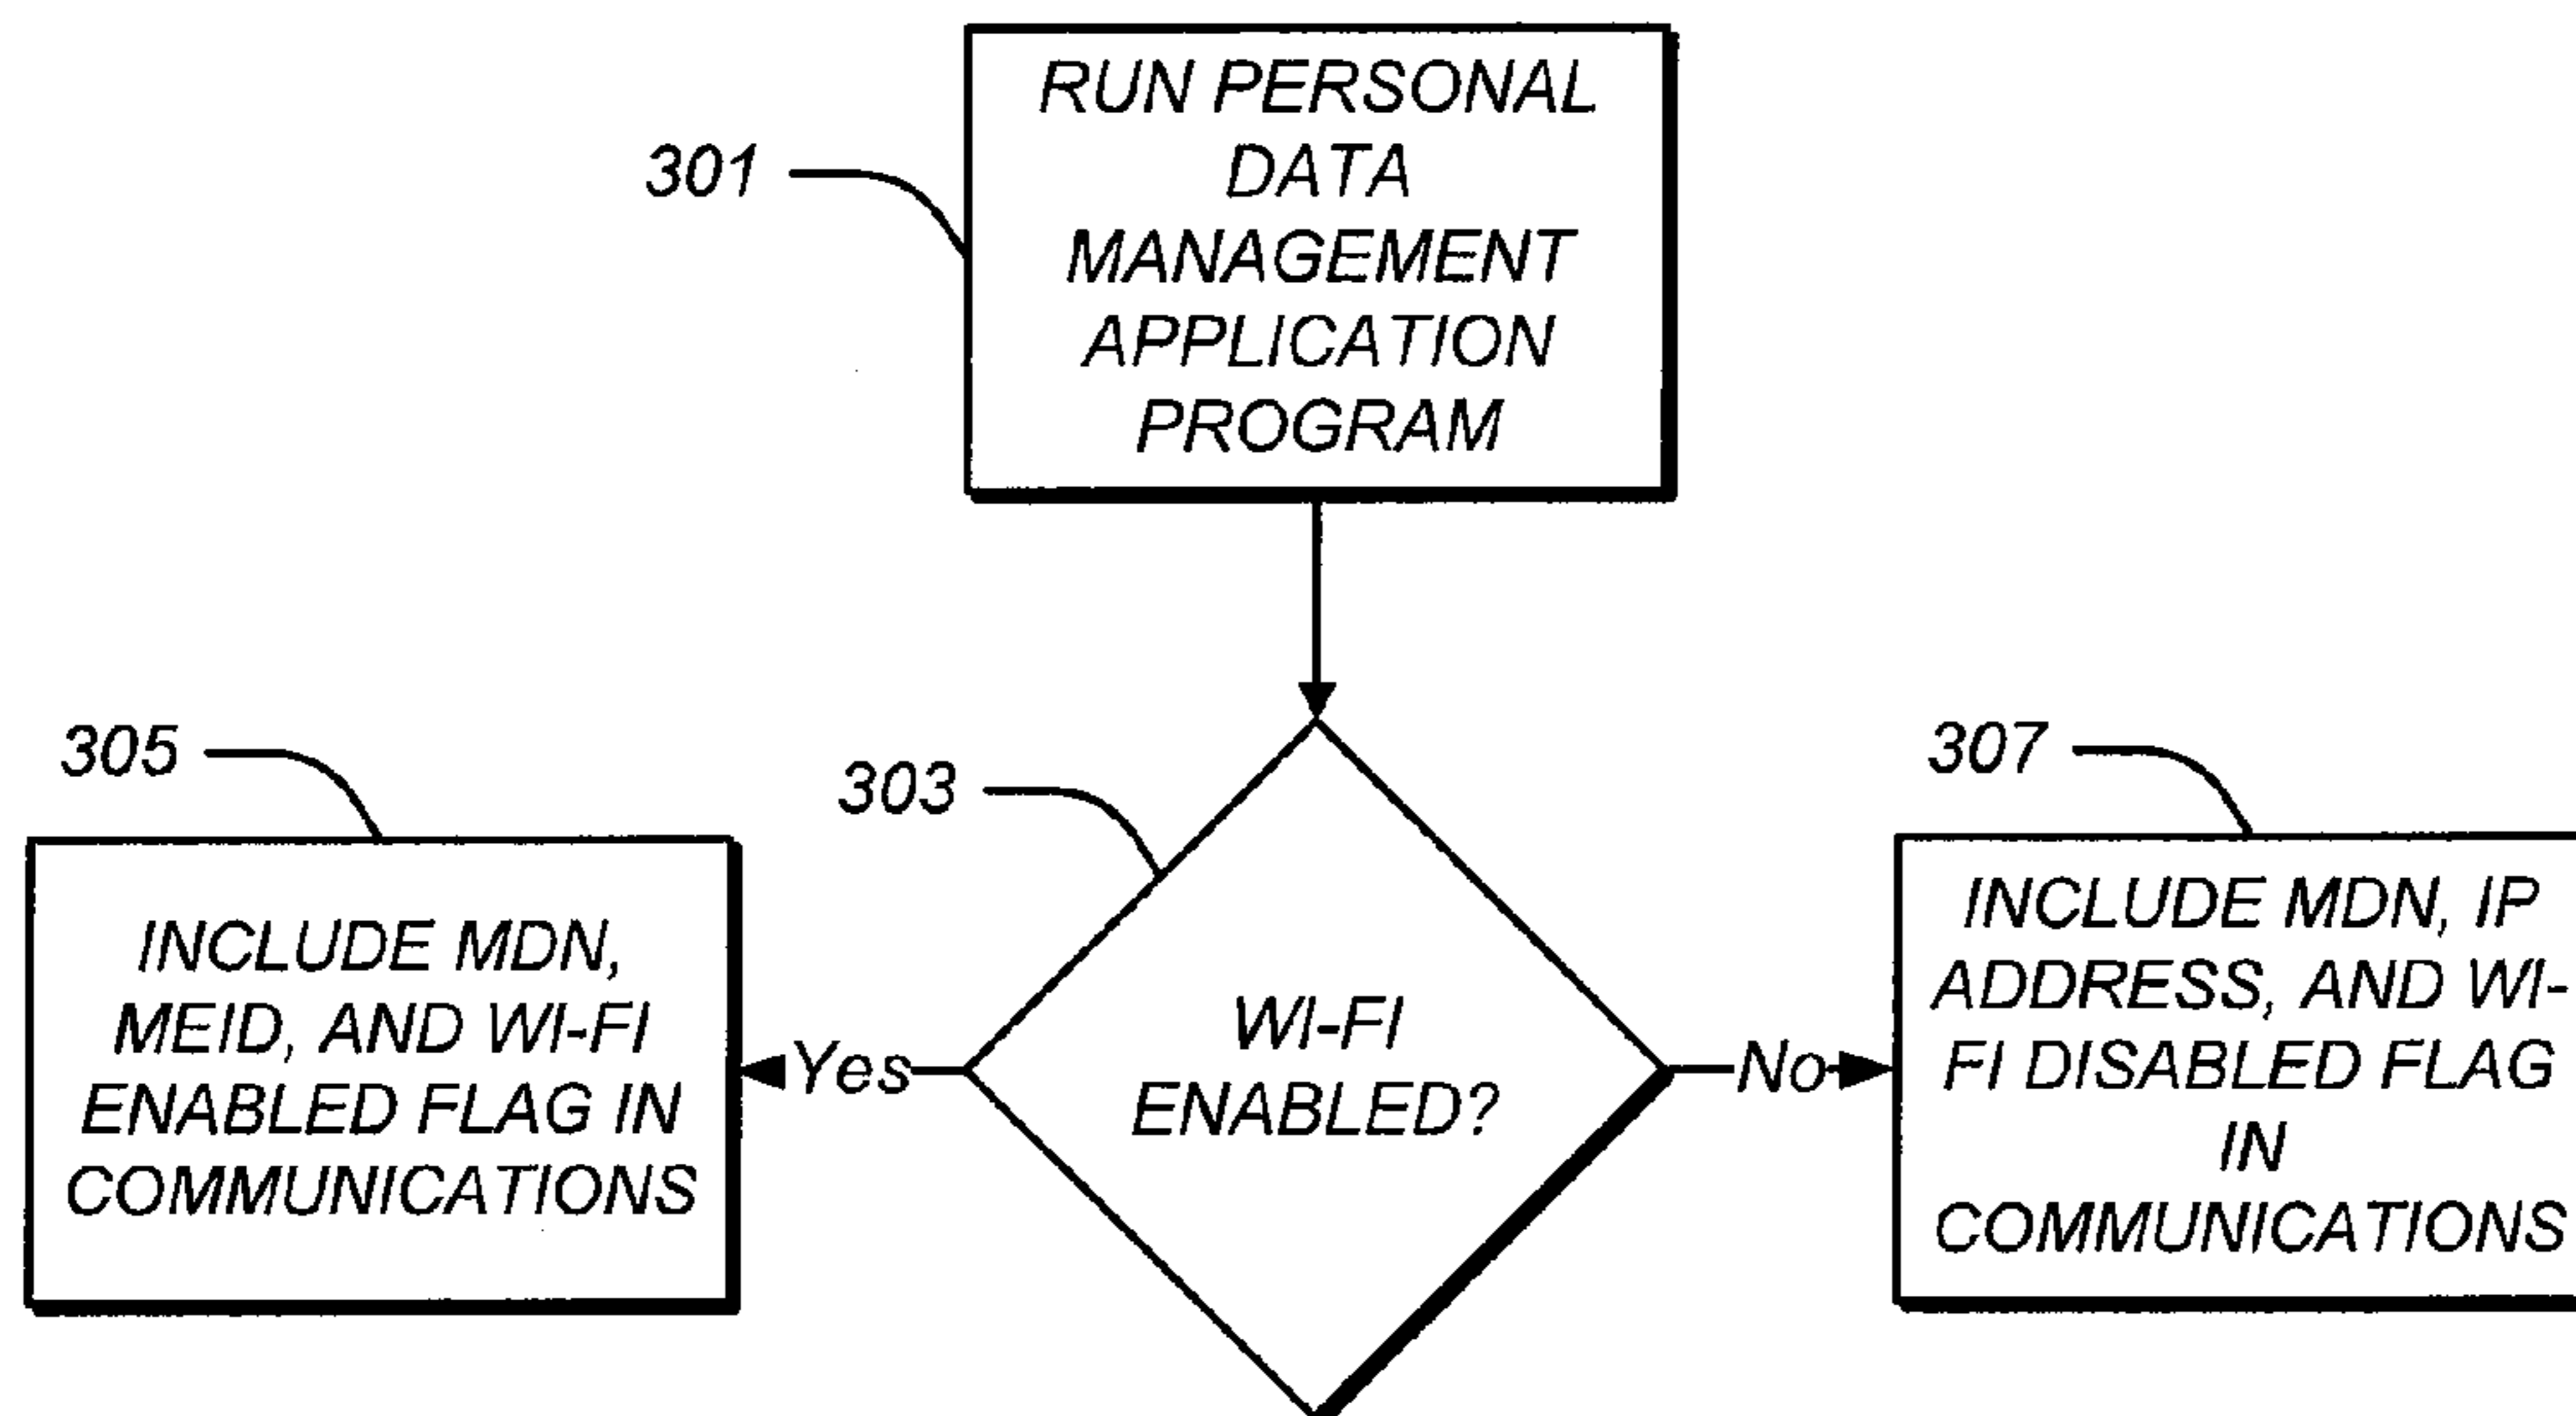 301
RUN PERSONAL
DATA
MANAGEMENT
APPLICATION
PROGRAM
305
INCLUDE MDN,
MEID, AND WI-FI
ENABLED FLAG IN
COMMUNICATIONS
303
WI-FI
ENABLED?
Yes
No
307
INCLUDE MDN, IP
ADDRESS, AND WI-
FI DISABLED FLAG
IN
COMMUNICATIONS